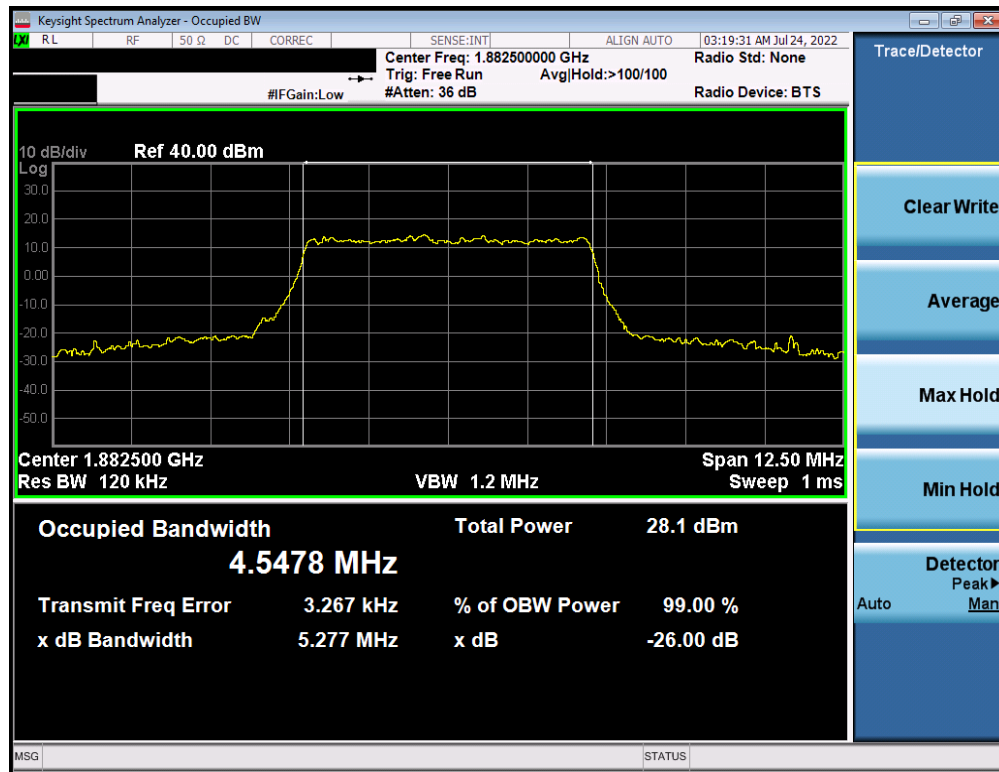 Keysight Spectrum Analyzer - Occupied BW
LXI RL RF 50 Ω DC CORREC SENSE:INT ALIGN AUTO 03:19:31 AM Jul 24, 2022
Center Freq: 1.882500000 GHz Radio Std: None
Trig: Free Run Avg|Hold:>100/100
#IFGain:Low #Atten: 36 dB Radio Device: BTS
Trace/Detector
10 dB/div Ref 40.00 dBm
Log
30.0
20.0
10.0
0.00
-10.0
-20.0
-30.0
-40.0
-50.0
Center 1.882500 GHz Span 12.50 MHz
Res BW 120 kHz VBW 1.2 MHz Sweep 1 ms
Occupied Bandwidth Total Power 28.1 dBm
4.5478 MHz
Transmit Freq Error 3.267 kHz % of OBW Power 99.00 %
x dB Bandwidth 5.277 MHz x dB -26.00 dB
Clear Write
Average
Max Hold
Min Hold
Detector
Peak▶
Auto Man
MSG STATUS